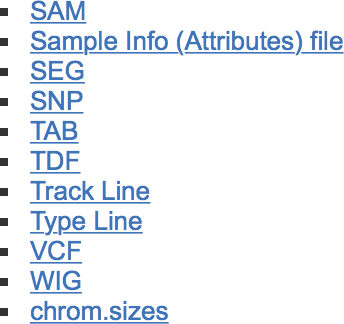 SAM
Sample Info (Attributes) file
SEG
SNP
TAB
TDF
Track Line
Type Line
VCF
WIG
chrom.sizes